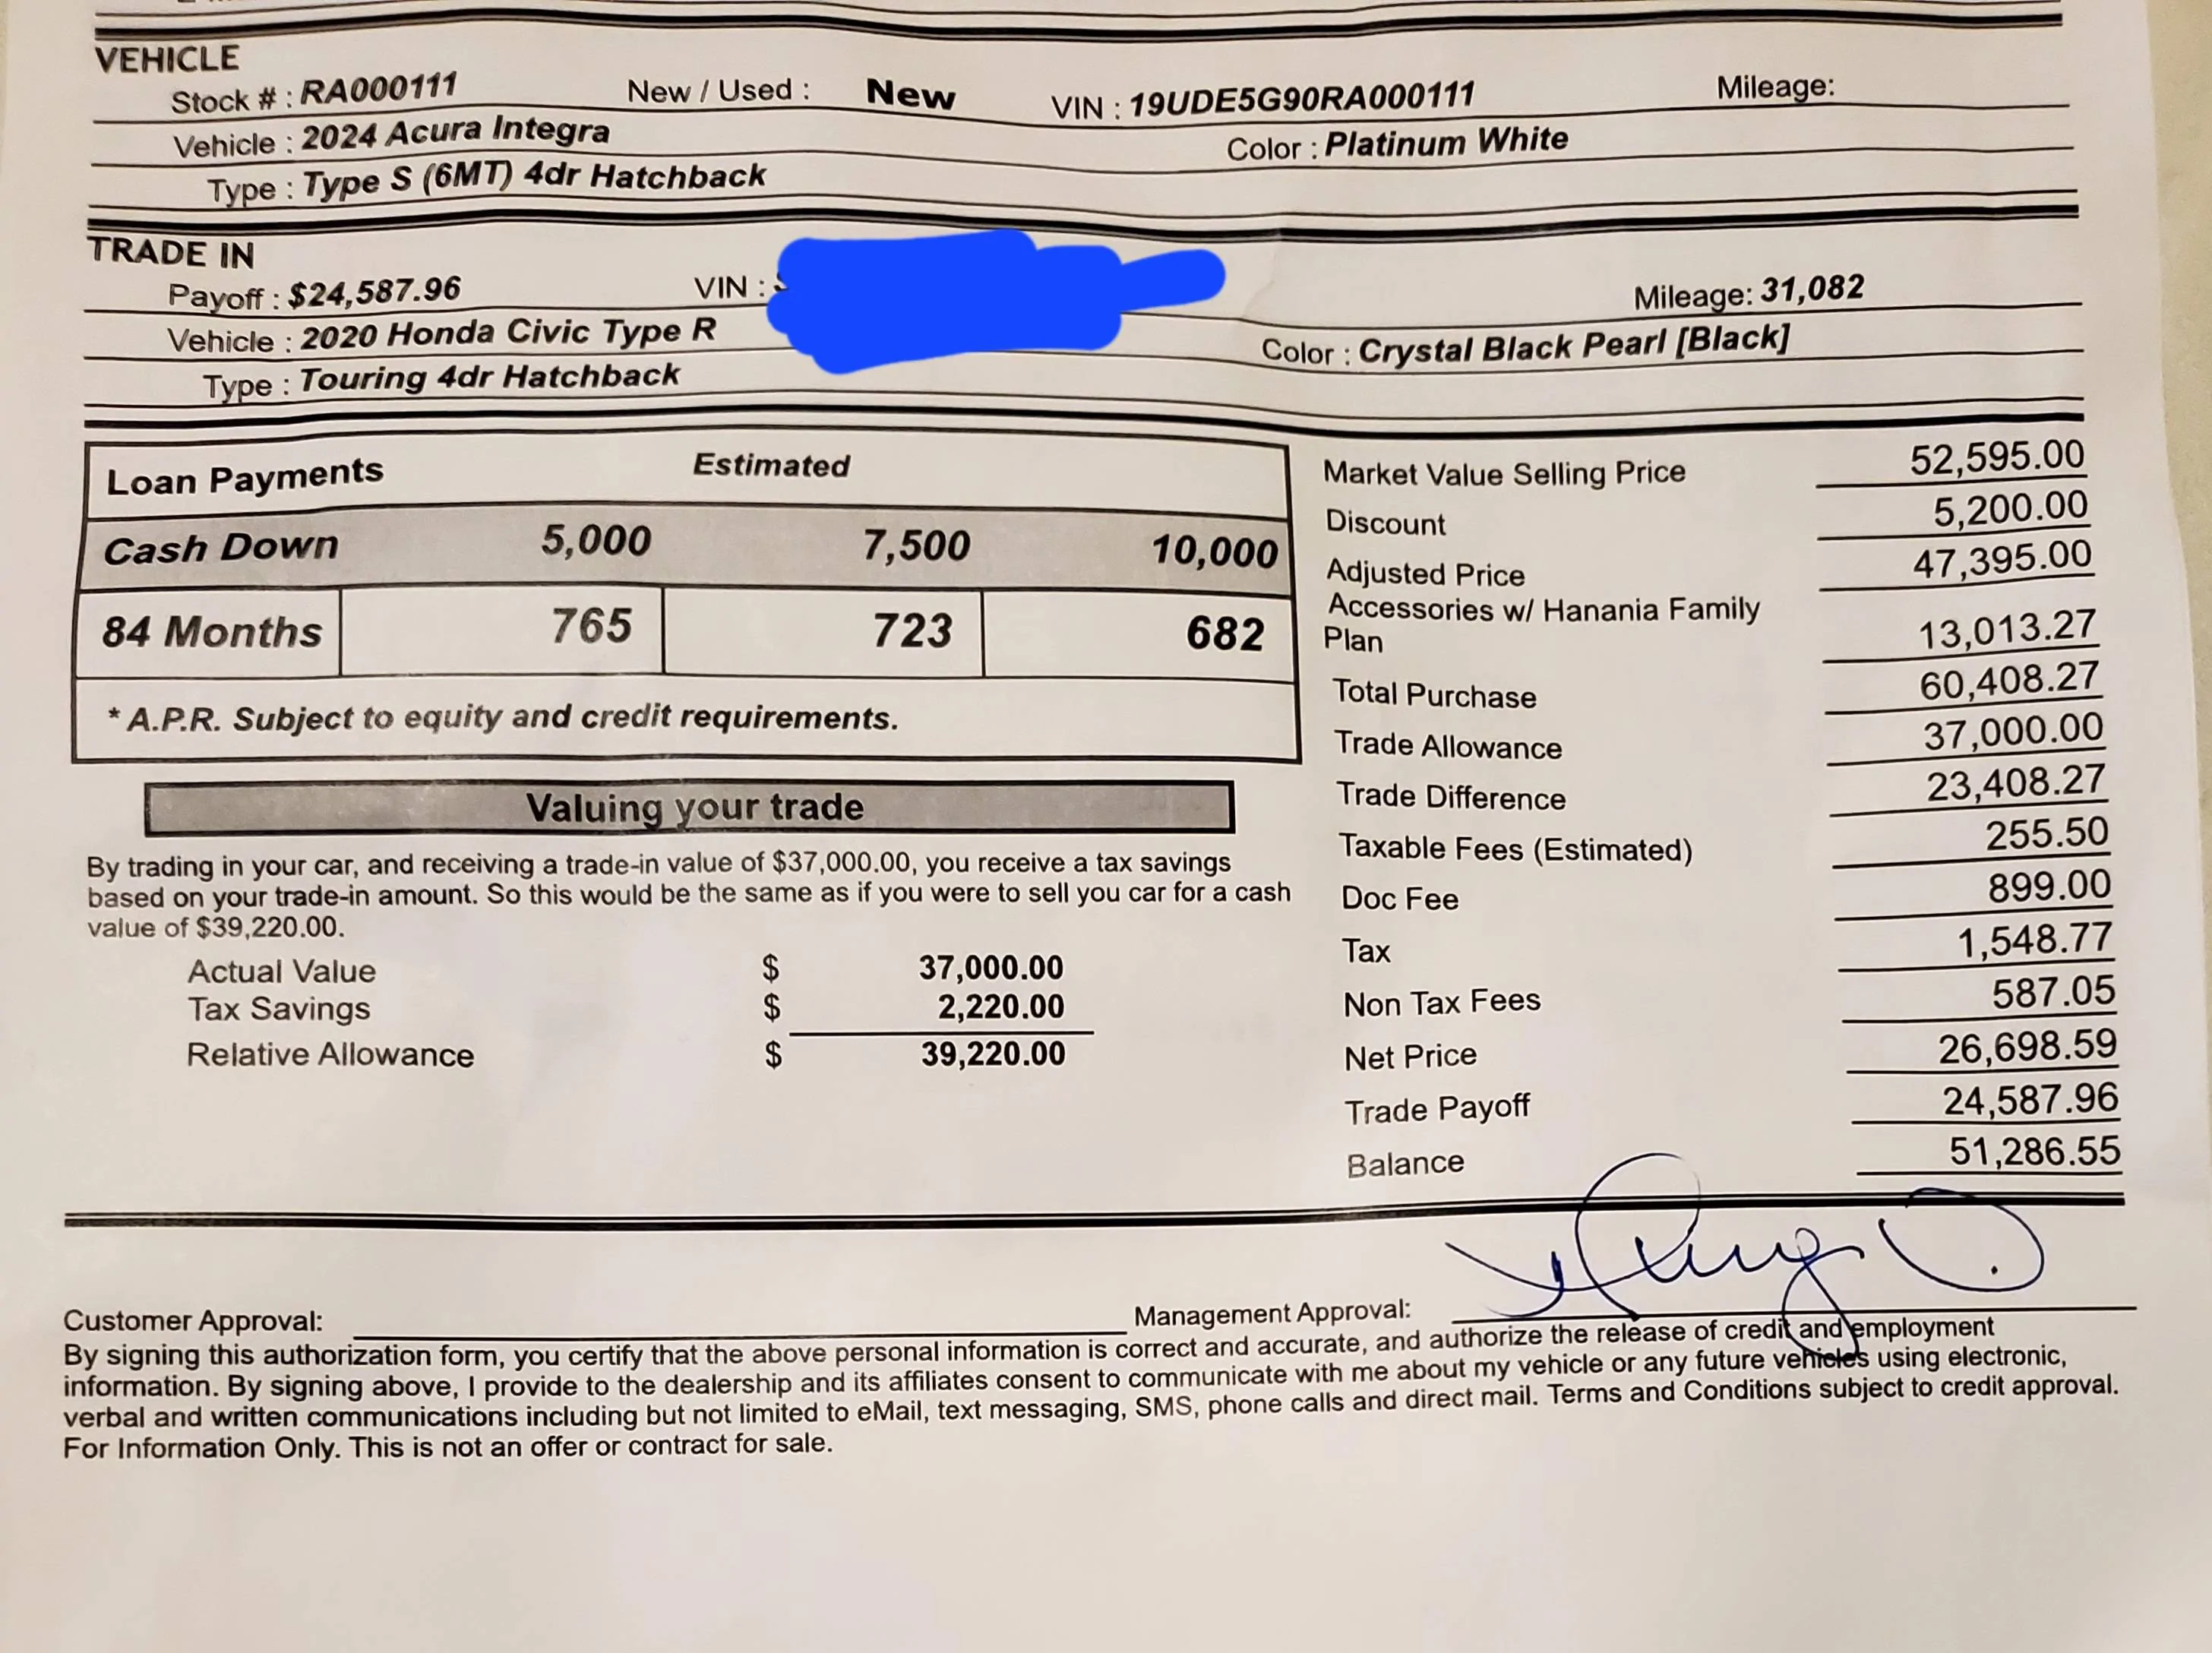 VEHICLE
Stock # : RA000111 New / Used : New VIN : 19UDE5G90RA000111 Mileage:
Vehicle : 2024 Acura Integra Color : Platinum White
Type : Type S (6MT) 4dr Hatchback
TRADE IN
Payoff : $24,587.96 VIN : Mileage: 31,082
Vehicle : 2020 Honda Civic Type R Color : Crystal Black Pearl [Black]
Type : Touring 4dr Hatchback
Loan Payments Estimated
Cash Down 5,000 7,500 10,000
84 Months 765 723 682
* A.P.R. Subject to equity and credit requirements.
Valuing your trade
By trading in your car, and receiving a trade-in value of $37,000.00, you receive a tax savings
based on your trade-in amount. So this would be the same as if you were to sell you car for a cash
value of $39,220.00.
Actual Value $ 37,000.00
Tax Savings $ 2,220.00
Relative Allowance $ 39,220.00
Market Value Selling Price 52,595.00
Discount 5,200.00
Adjusted Price 47,395.00
Accessories w/ Hanania Family
Plan 13,013.27
Total Purchase 60,408.27
Trade Allowance 37,000.00
Trade Difference 23,408.27
Taxable Fees (Estimated) 255.50
Doc Fee 899.00
Tax 1,548.77
Non Tax Fees 587.05
Net Price 26,698.59
Trade Payoff 24,587.96
Balance 51,286.55
Customer Approval: Management Approval:
By signing this authorization form, you certify that the above personal information is correct and accurate, and authorize the release of credit and employment
information. By signing above, I provide to the dealership and its affiliates consent to communicate with me about my vehicle or any future vehicles using electronic,
verbal and written communications including but not limited to eMail, text messaging, SMS, phone calls and direct mail. Terms and Conditions subject to credit approval.
For Information Only. This is not an offer or contract for sale.